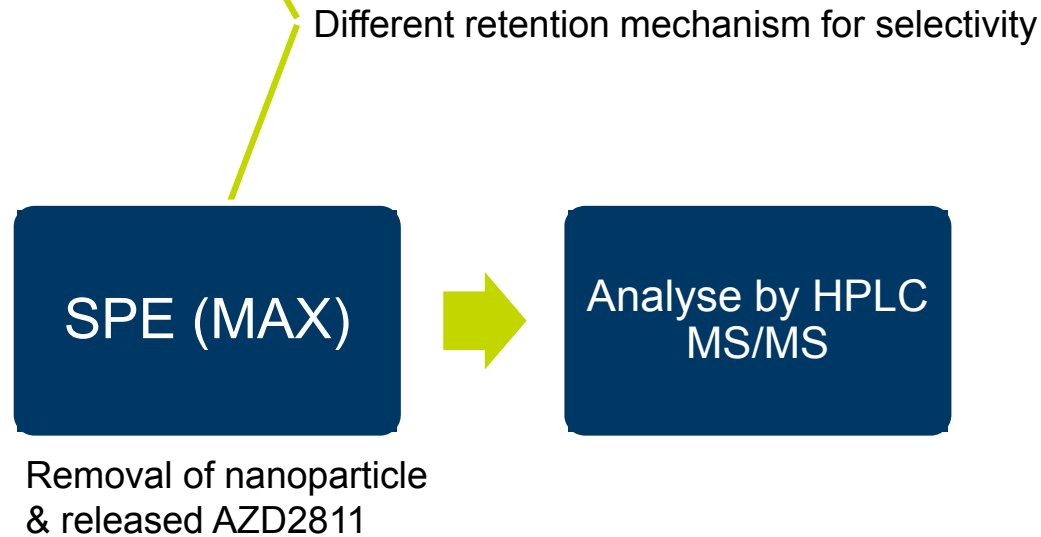 Different retention mechanism for selectivity
SPE (MAX)
Analyse by HPLC
MS/MS
Removal of nanoparticle
& released AZD2811